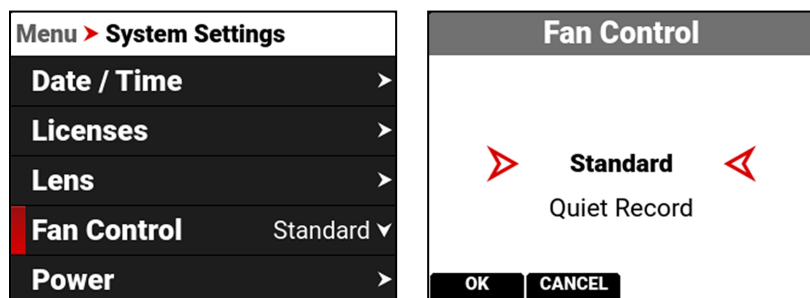 Menu > System Settings
Date / Time
Licenses
Lens
Fan Control Standard
Power
Fan Control
Standard
Quiet Record
OK CANCEL